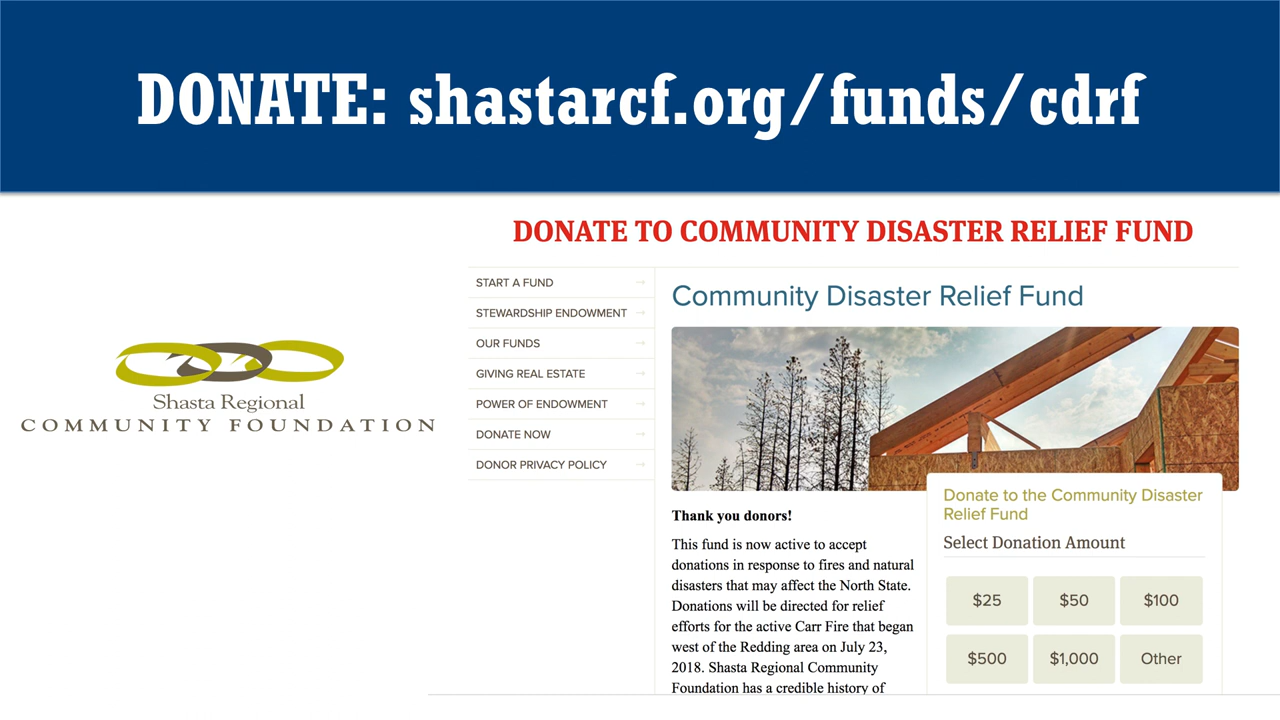 DONATE: shastarcf.org/funds/cdrf
DONATE TO COMMUNITY DISASTER RELIEF FUND
Shasta Regional
COMMUNITY FOUNDATION
START A FUND
STEWARDSHIP ENDOWMENT
OUR FUNDS
GIVING REAL ESTATE
POWER OF ENDOWMENT
DONATE NOW
DONOR PRIVACY POLICY
Community Disaster Relief Fund
Thank you donors!
This fund is now active to accept
donations in response to fires and natural
disasters that may affect the North State.
Donations will be directed for relief
efforts for the active Carr Fire that began
west of the Redding area on July 23,
2018. Shasta Regional Community
Foundation has a credible history of
Donate to the Community Disaster
Relief Fund
Select Donation Amount
$25 $50 $100
$500 $1,000 Other